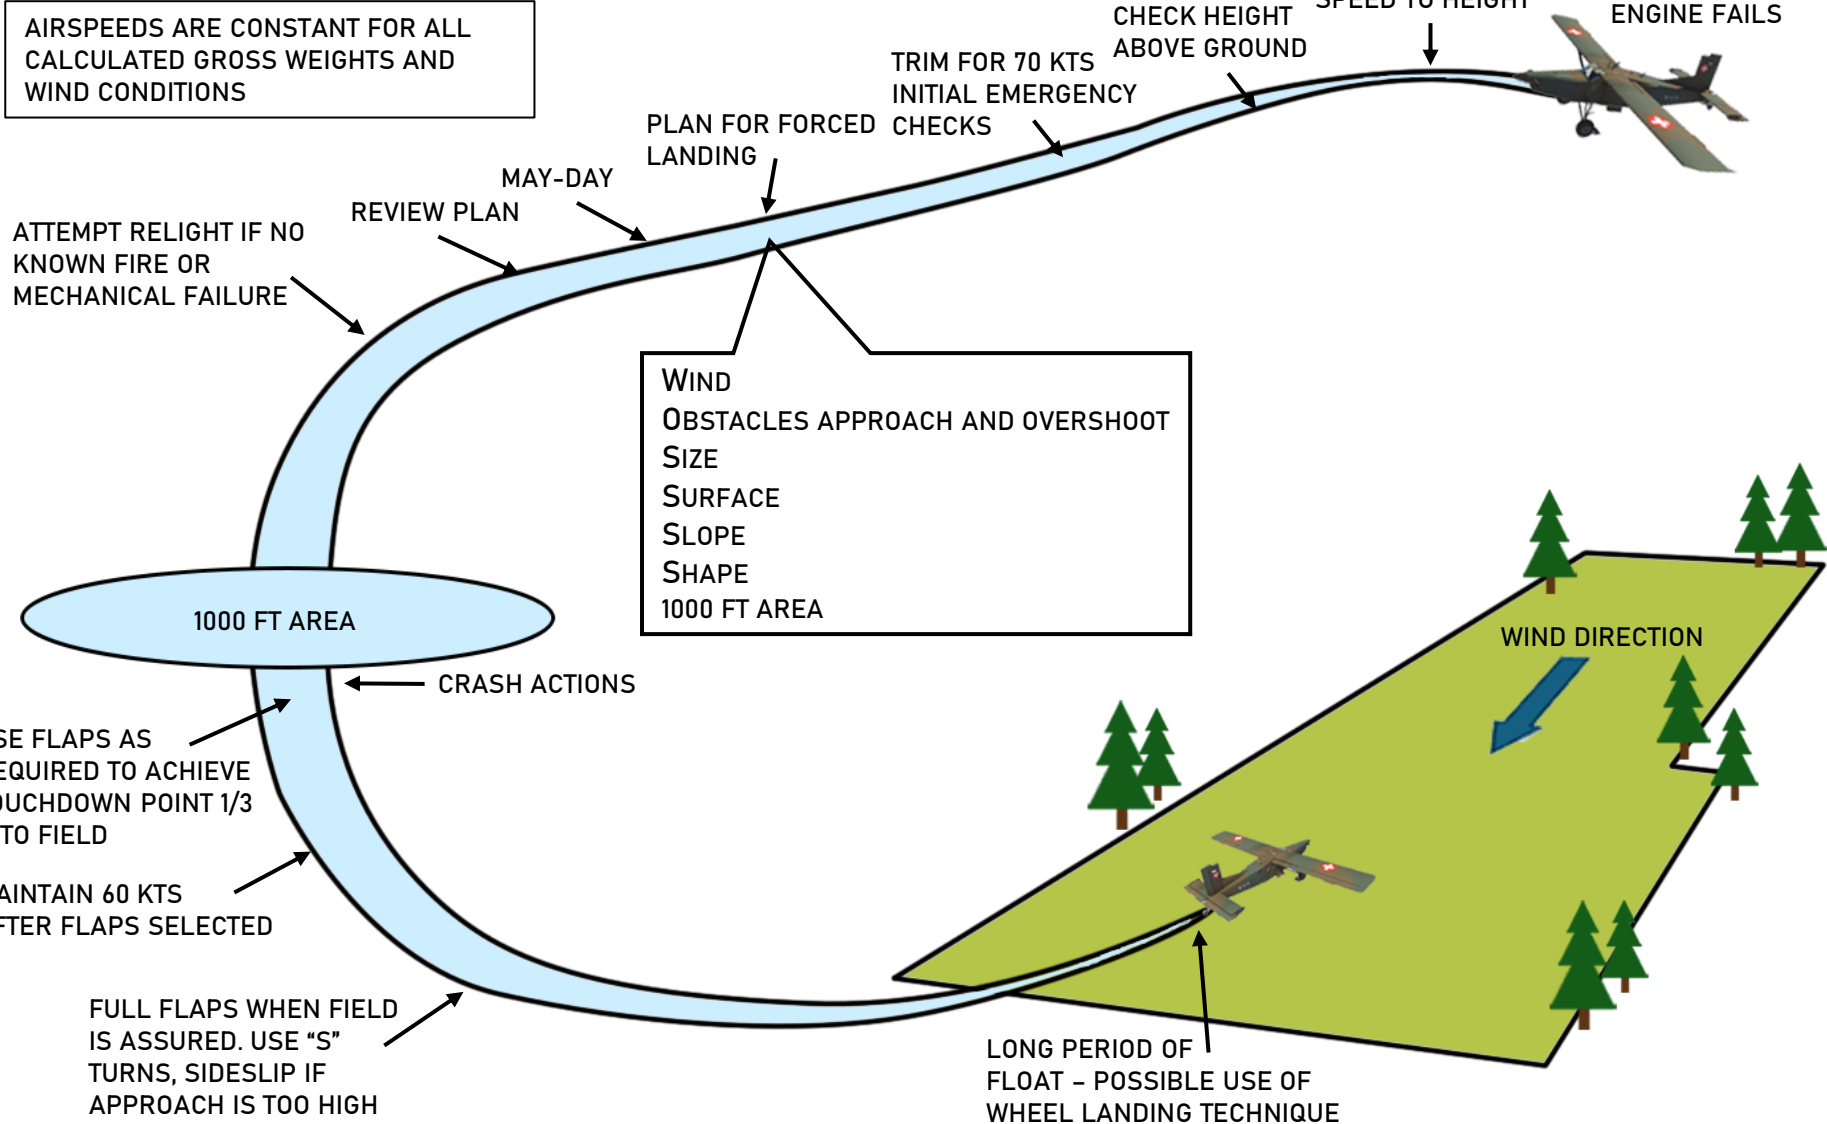 AIRSPEEDS ARE CONSTANT FOR ALL
CALCULATED GROSS WEIGHTS AND
WIND CONDITIONS
ENGINE FAILS
SPEED TO HEIGHT
CHECK HEIGHT
ABOVE GROUND
TRIM FOR 70 KTS
INITIAL EMERGENCY
CHECKS
PLAN FOR FORCED
LANDING
MAY-DAY
REVIEW PLAN
ATTEMPT RELIGHT IF NO
KNOWN FIRE OR
MECHANICAL FAILURE
WIND
OBSTACLES APPROACH AND OVERSHOOT
SIZE
SURFACE
SLOPE
SHAPE
1000 FT AREA
1000 FT AREA
WIND DIRECTION
CRASH ACTIONS
SE FLAPS AS
EQUIRED TO ACHIEVE
OUCHDOWN POINT 1/3
TO FIELD
AINTAIN 60 KTS
FTER FLAPS SELECTED
FULL FLAPS WHEN FIELD
IS ASSURED. USE “S”
TURNS, SIDESLIP IF
APPROACH IS TOO HIGH
LONG PERIOD OF
FLOAT – POSSIBLE USE OF
WHEEL LANDING TECHNIQUE